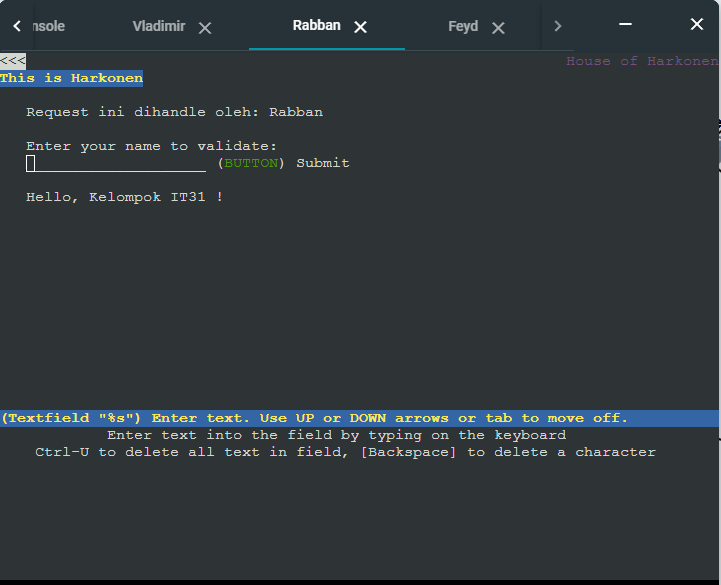 nsole Vladimir Rabban Feyd
<<< House of Harkonen
This is Harkonen
Request ini dihandle oleh: Rabban
Enter your name to validate:
(BUTTON) Submit
Hello, Kelompok IT31 !
(Textfield "%s") Enter text. Use UP or DOWN arrows or tab to move off.
Enter text into the field by typing on the keyboard
Ctrl-U to delete all text in field, [Backspace] to delete a character